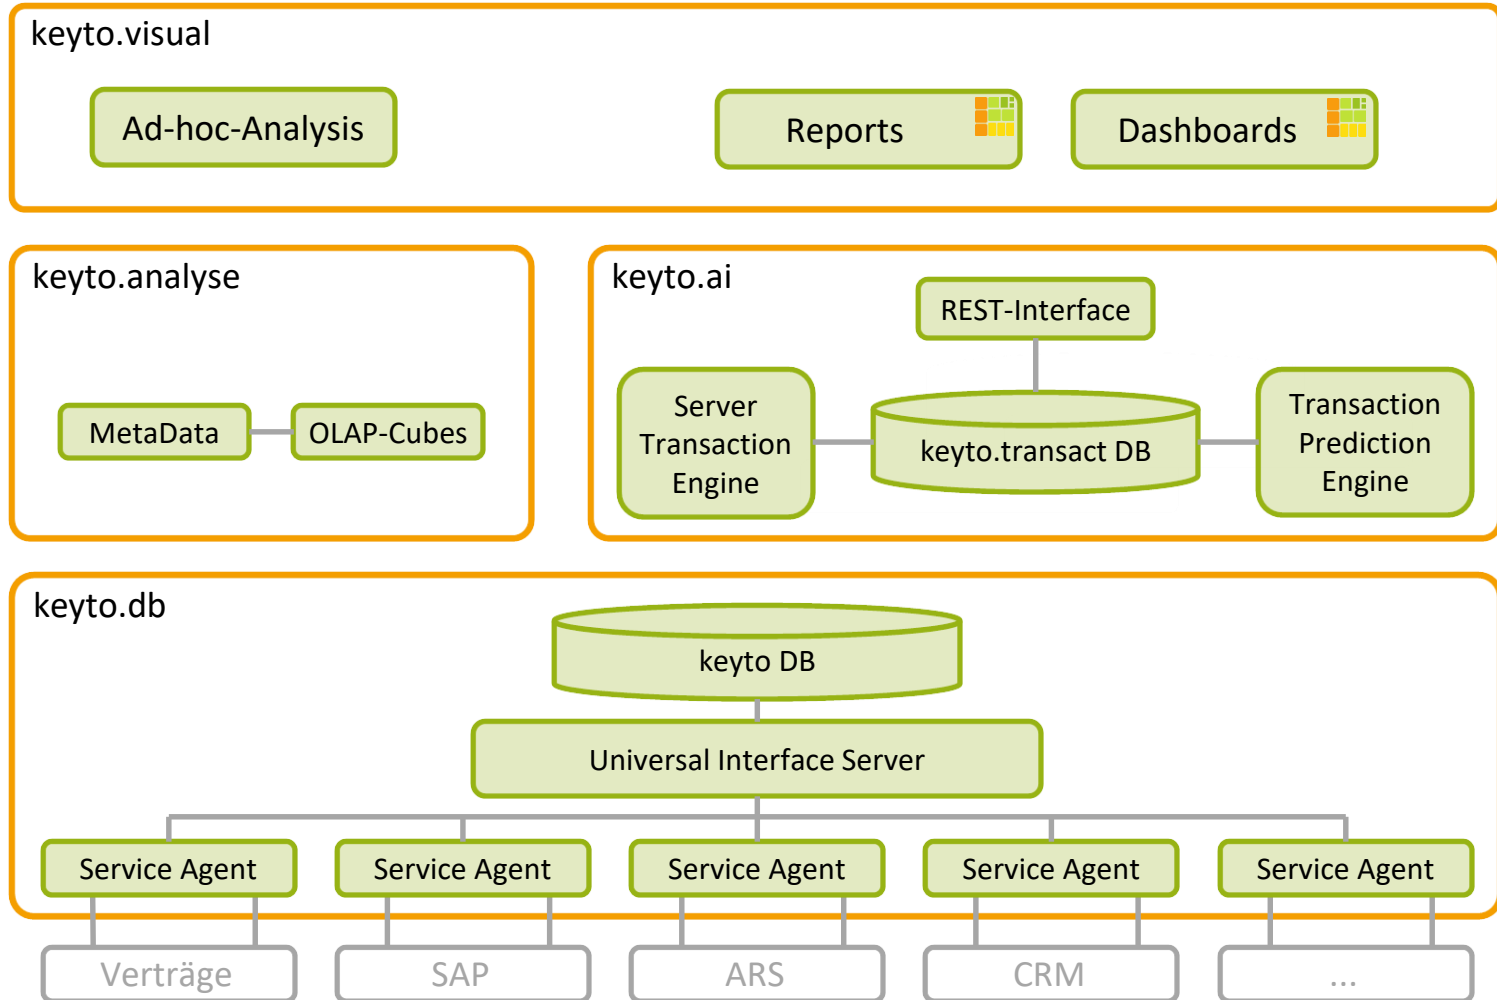 keyto.visual
Ad-hoc-Analysis
Reports
Dashboards
keyto.analyse
MetaData
OLAP-Cubes
keyto.ai
REST-Interface
Server
Transaction
Engine
keyto.transact DB
Transaction
Prediction
Engine
keyto.db
keyto DB
Universal Interface Server
Service Agent
Service Agent
Service Agent
Service Agent
Service Agent
Verträge
SAP
ARS
CRM
...